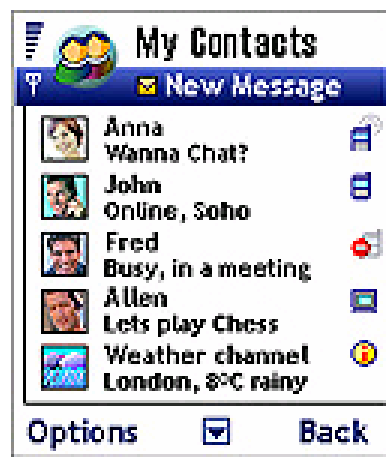 My Contacts
New Message
Anna
Wanna Chat?
John
Online, Soho
Fred
Busy, in a meeting
Allen
Lets play Chess
Weather channel
London, 8ºC rainy
Options
Back